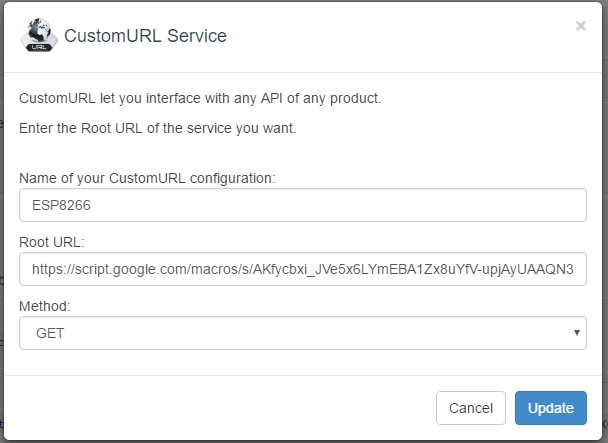 URL
CustomURL Service
×
CustomURL let you interface with any API of any product.
Enter the Root URL of the service you want.
Name of your CustomURL configuration:
ESP8266
Root URL:
https://script.google.com/macros/s/AKfycbxi_JVe5x6LYmEBA1Zx8uYfV-upjAyUAAQN3
Method:
GET
Cancel
Update